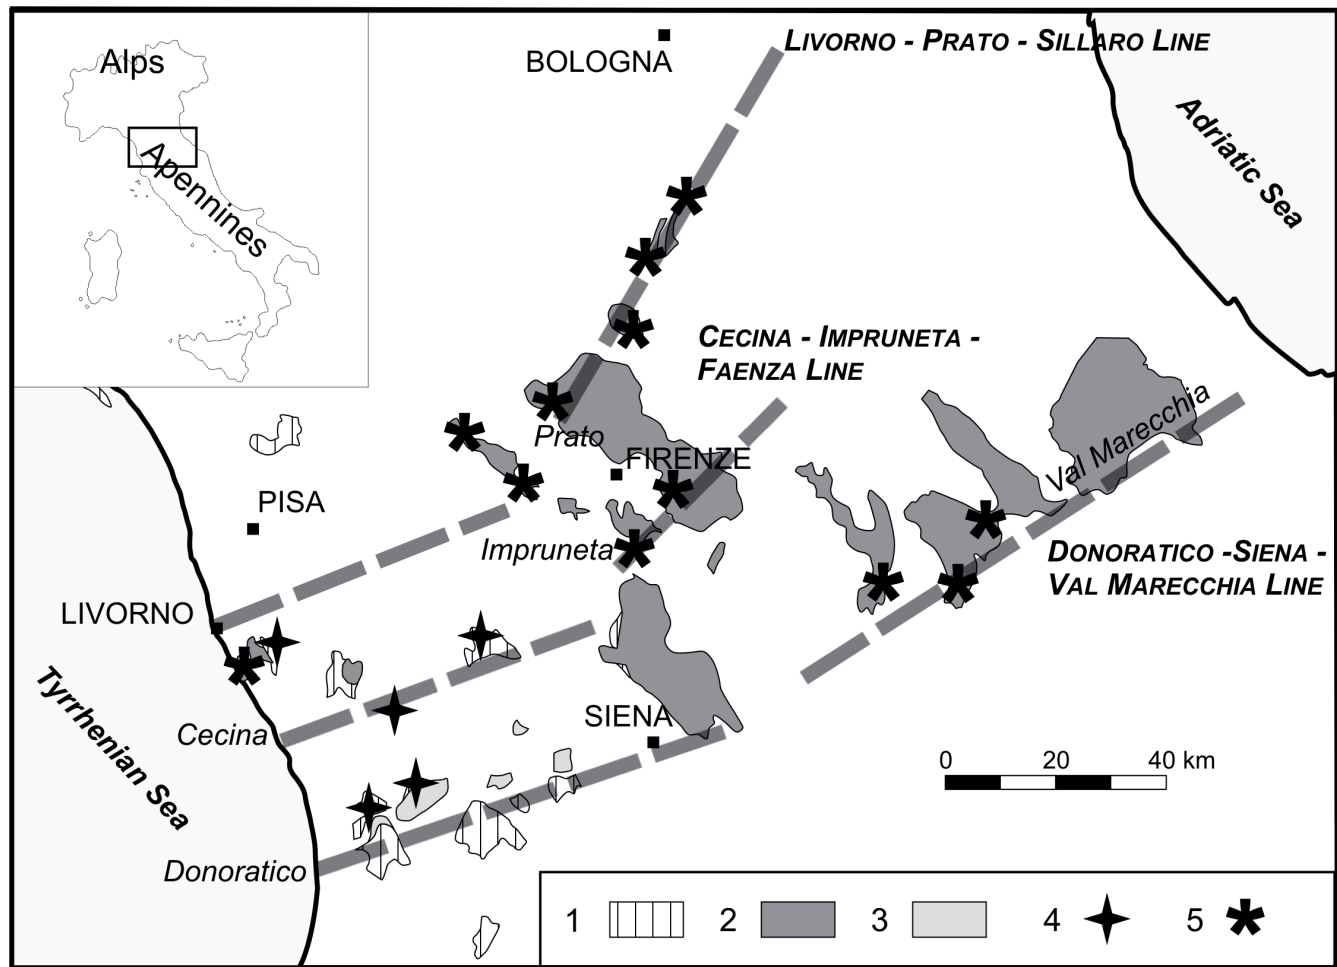 Alps
Apennines
BOLOGNA
LIVORNO - PRATO - SILLARO LINE
Adriatic Sea
CECINA - IMPRUNETA -
FAENZA LINE
Prato
FIRENZE
Val Marecchia
PISA
Impruneta
DONORATICO -SIENA -
VAL MARECCHIA LINE
LIVORNO
Tyrrhenian Sea
Cecina
SIENA
0 20 40 km
Donoratico
1 2 3 4 5